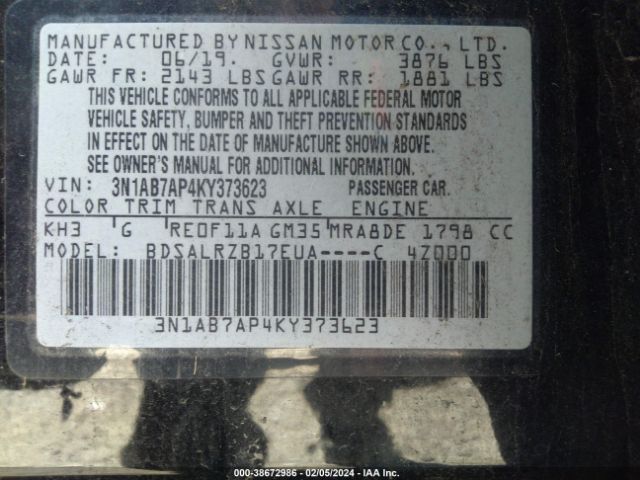 MANUFACTURED BY NISSAN MOTOR CO., LTD.
DATE: 06/19. GVWR: 3876 LBS
GAWR FR: 2143 LBS GAWR RR: 1881 LBS
THIS VEHICLE CONFORMS TO ALL APPLICABLE FEDERAL MOTOR
VEHICLE SAFETY, BUMPER AND THEFT PREVENTION STANDARDS
IN EFFECT ON THE DATE OF MANUFACTURE SHOWN ABOVE.
SEE OWNER'S MANUAL FOR ADDITIONAL INFORMATION.
VIN: 3N1AB7AP4KY373623 PASSENGER CAR.
COLOR TRIM TRANS AXLE ENGINE
KH3 G RE0F11A GM35 MRA8DE 1798 CC
MODEL: BDSALRZB17EUA----C 4Z000
3N1AB7AP4KY373623
000-38672986 - 02/05/2024 - IAA Inc.